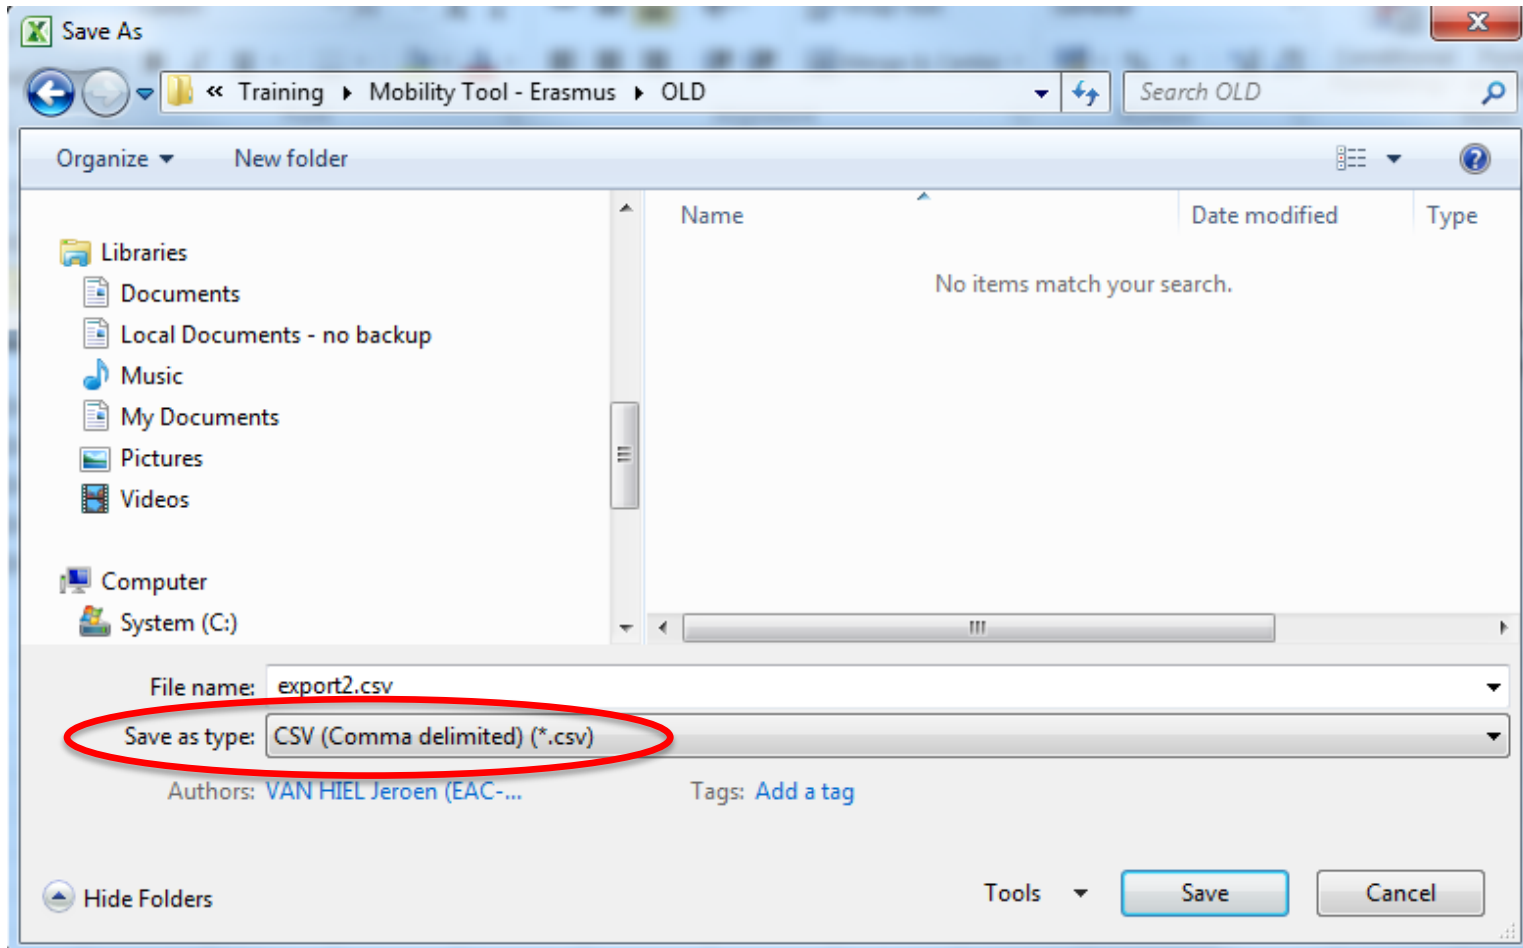 Save As
« Training ▸ Mobility Tool - Erasmus ▸ OLD
Search OLD
Organize
New folder
Name
Date modified
Type
No items match your search.
Libraries
Documents
Local Documents - no backup
Music
My Documents
Pictures
Videos
Computer
System (C:)
File name: export2.csv
Save as type: CSV (Comma delimited) (*.csv)
Authors: VAN HIEL Jeroen (EAC-...
Tags: Add a tag
Hide Folders
Tools
Save
Cancel